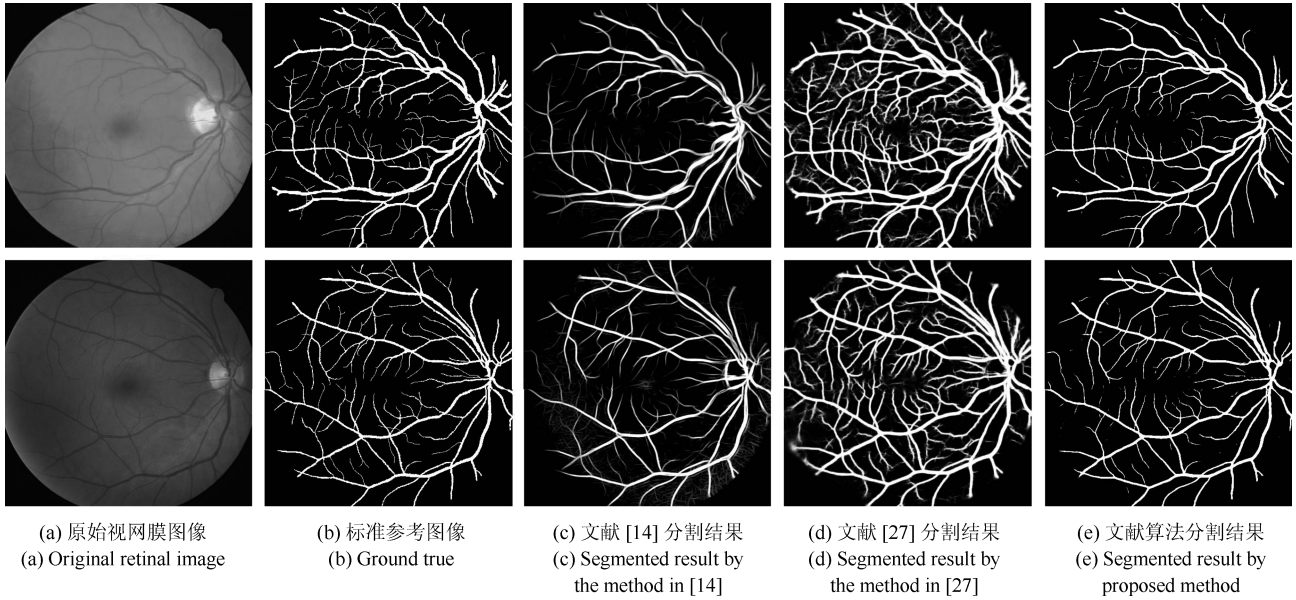 (a) 原始视网膜图像
(a) Original retinal image
(b) 标准参考图像
(b) Ground true
(c) 文献 [14] 分割结果
(c) Segmented result by
the method in [14]
(d) 文献 [27] 分割结果
(d) Segmented result by
the method in [27]
(e) 文献算法分割结果
(e) Segmented result by
proposed method